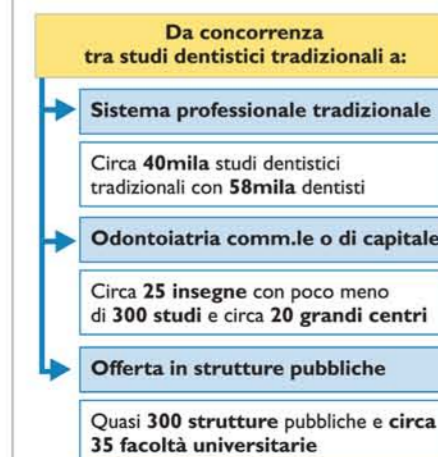 Da concorrenza
tra studi dentistici tradizionali a:
Sistema professionale tradizionale
Circa 40mila studi dentistici
tradizionali con 58mila dentisti
Odontoiatria comm.le o di capitale
Circa 25 insegne con poco meno
di 300 studi e circa 20 grandi centri
Offerta in strutture pubbliche
Quasi 300 strutture pubbliche e circa
35 facoltà universitarie